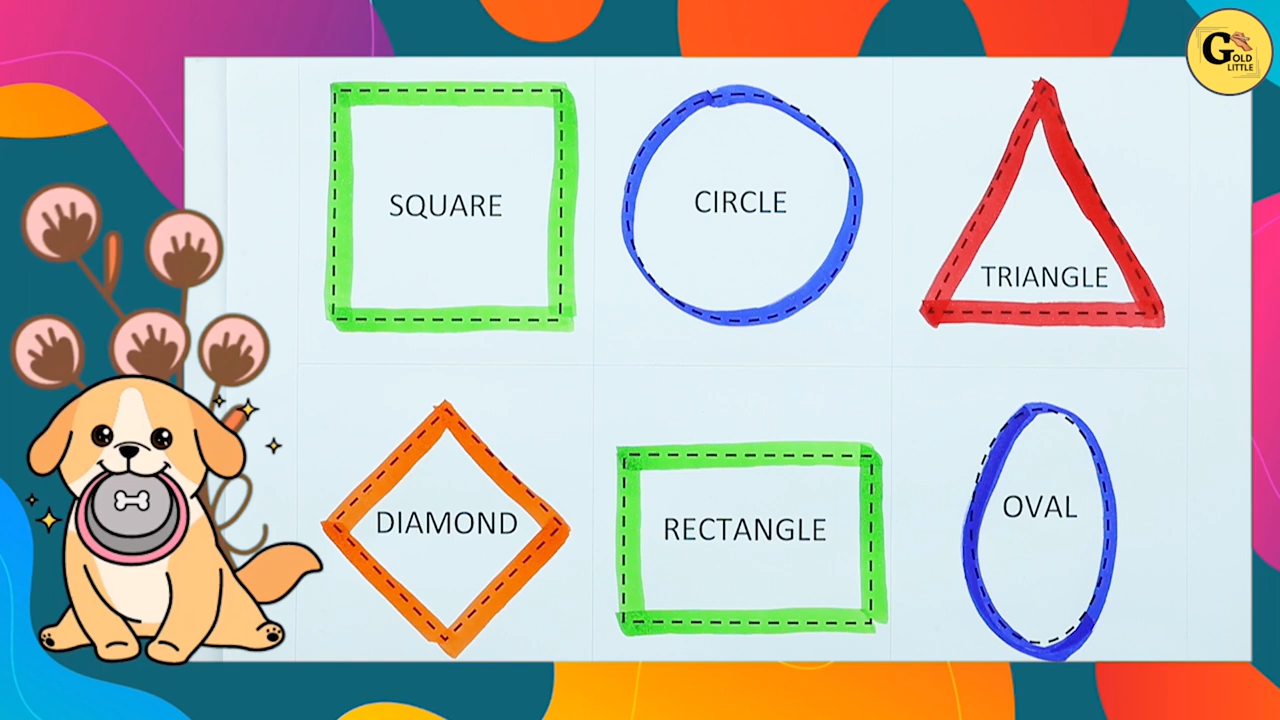 GOLD
LITTLE
SQUARE
CIRCLE
TRIANGLE
DIAMOND
RECTANGLE
OVAL